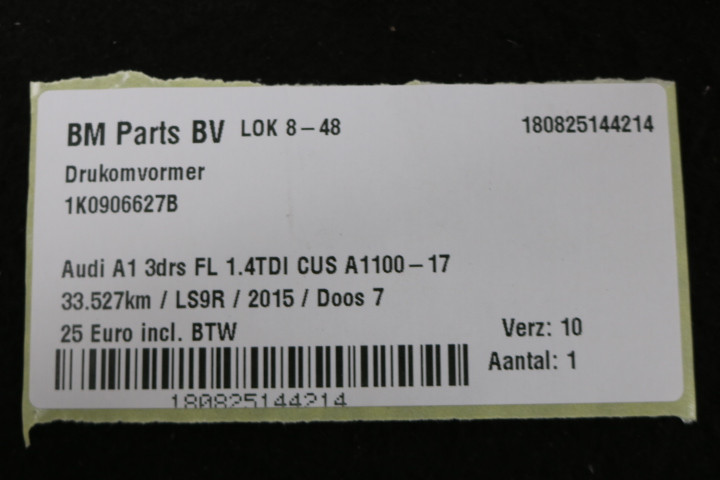 BM Parts BV LOK 8-48 180825144214
Drukomvormer
1K0906627B
Audi A1 3drs FL 1.4TDI CUS A1100-17
33.527km / LS9R / 2015 / Doos 7
25 Euro incl. BTW Verz: 10
Aantal: 1
180825144214